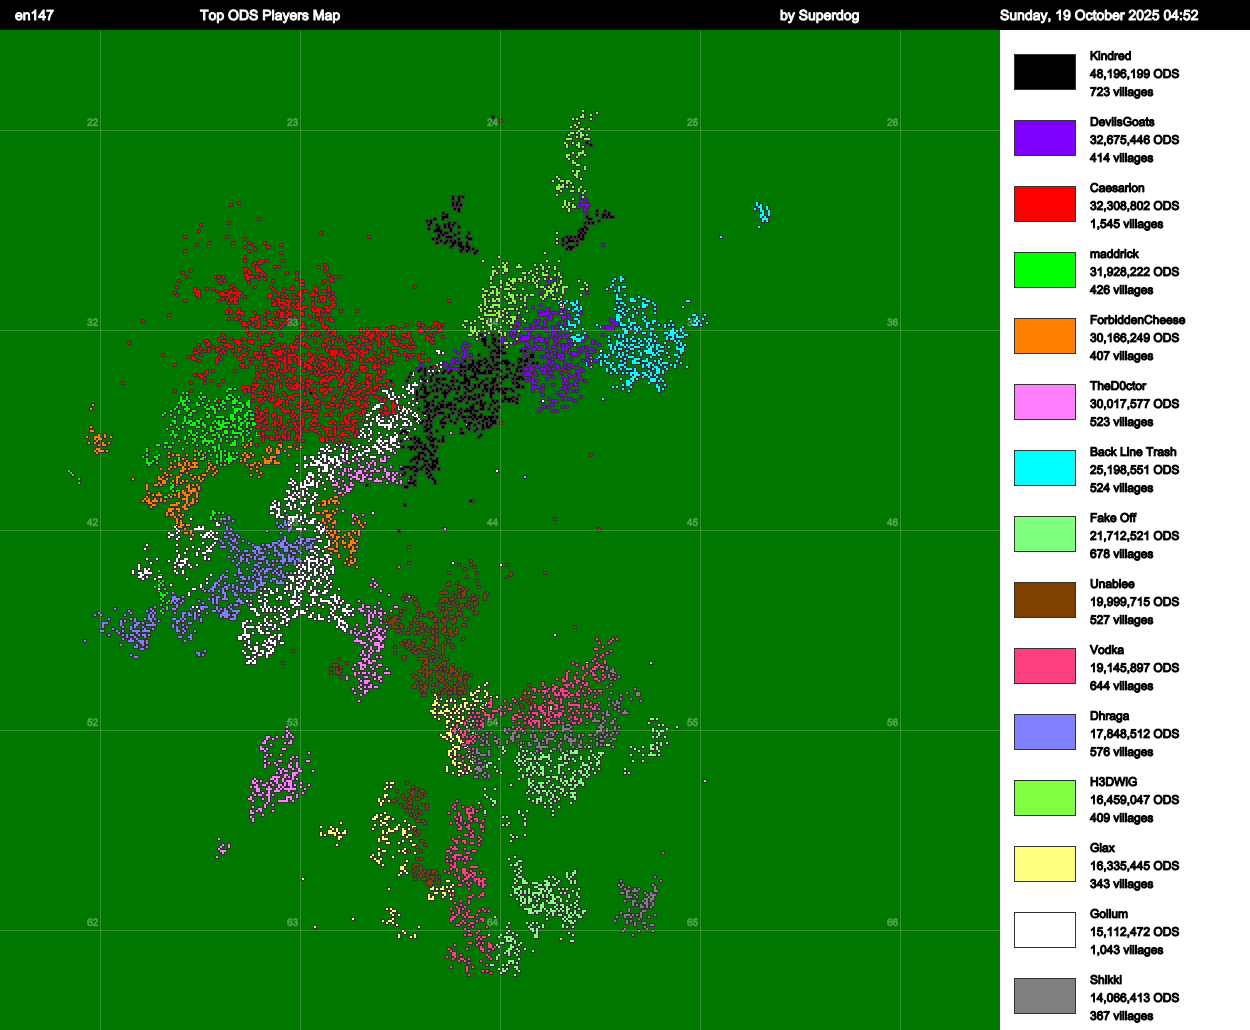 en147 Top ODS Players Map by Superdog Sunday, 19 October 2025 04:52
Kindred
48,196,199 ODS
723 villages
DevilsGoats
32,675,446 ODS
414 villages
Caesarion
32,308,802 ODS
1,545 villages
maddrick
31,928,222 ODS
426 villages
ForbiddenCheese
30,166,249 ODS
407 villages
TheD0ctor
30,017,577 ODS
523 villages
Back Line Trash
25,198,551 ODS
524 villages
Fake Off
21,712,521 ODS
678 villages
Unablee
19,999,715 ODS
527 villages
Vodka
19,145,897 ODS
644 villages
Dhraga
17,848,512 ODS
576 villages
H3DWIG
16,459,047 ODS
409 villages
Glax
16,335,445 ODS
343 villages
Gollum
15,112,472 ODS
1,043 villages
Shikki
14,066,413 ODS
367 villages
22 23 24 25 26
32 33 36
42 44 45 46
52 53 54 55 56
62 63 64 65 66